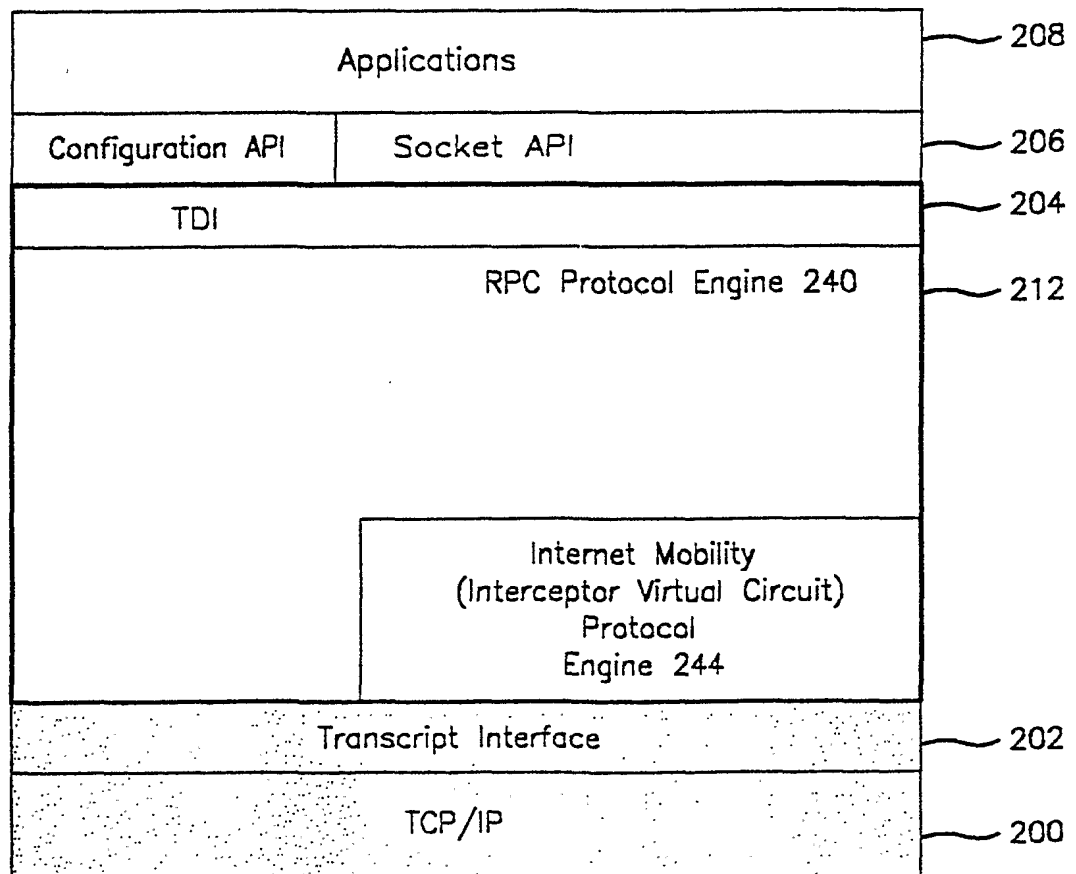 Applications
208
Configuration API
Socket API
206
TDI
204
RPC Protocol Engine 240
212
Internet Mobility
(Interceptor Virtual Circuit)
Protocol
Engine 244
Transcript Interface
202
TCP/IP
200